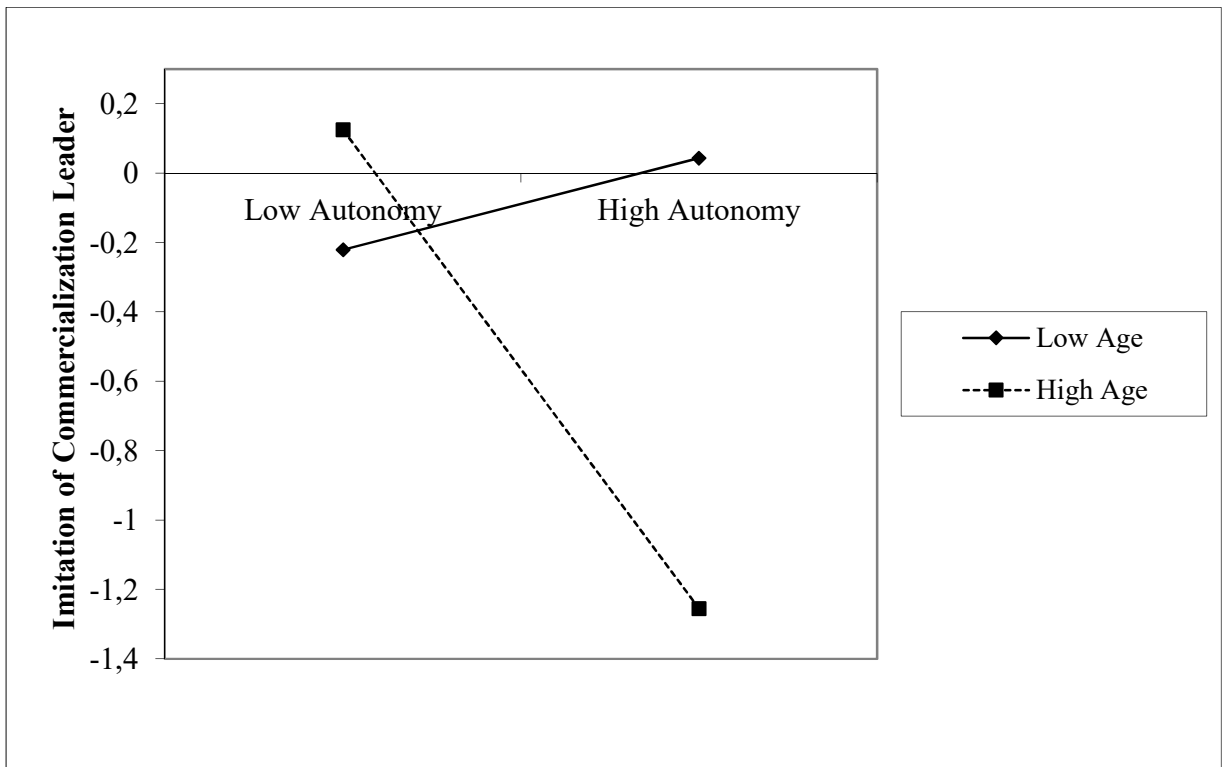 Imitation of Commercialization Leader
0,2
0
-0,2
-0,4
-0,6
-0,8
-1
-1,2
-1,4
Low Autonomy
High Autonomy
Low Age
High Age